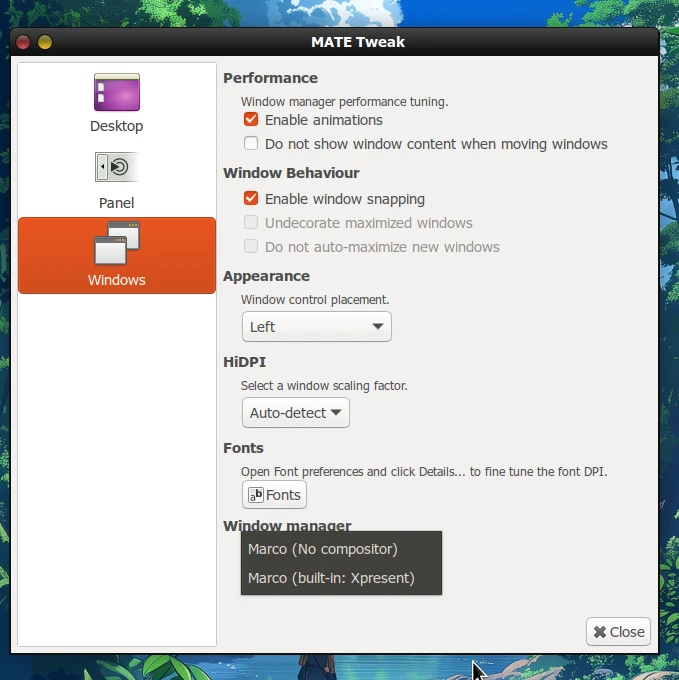 MATE Tweak
Desktop
Panel
Windows
Performance
Window manager performance tuning.
Enable animations
Do not show window content when moving windows
Window Behaviour
Enable window snapping
Undecorate maximized windows
Do not auto-maximize new windows
Appearance
Window control placement.
Left
HiDPI
Select a window scaling factor.
Auto-detect
Fonts
Open Font preferences and click Details... to fine tune the font DPI.
Fonts
Window manager
Marco (No compositor)
Marco (built-in: Xpresent)
Close